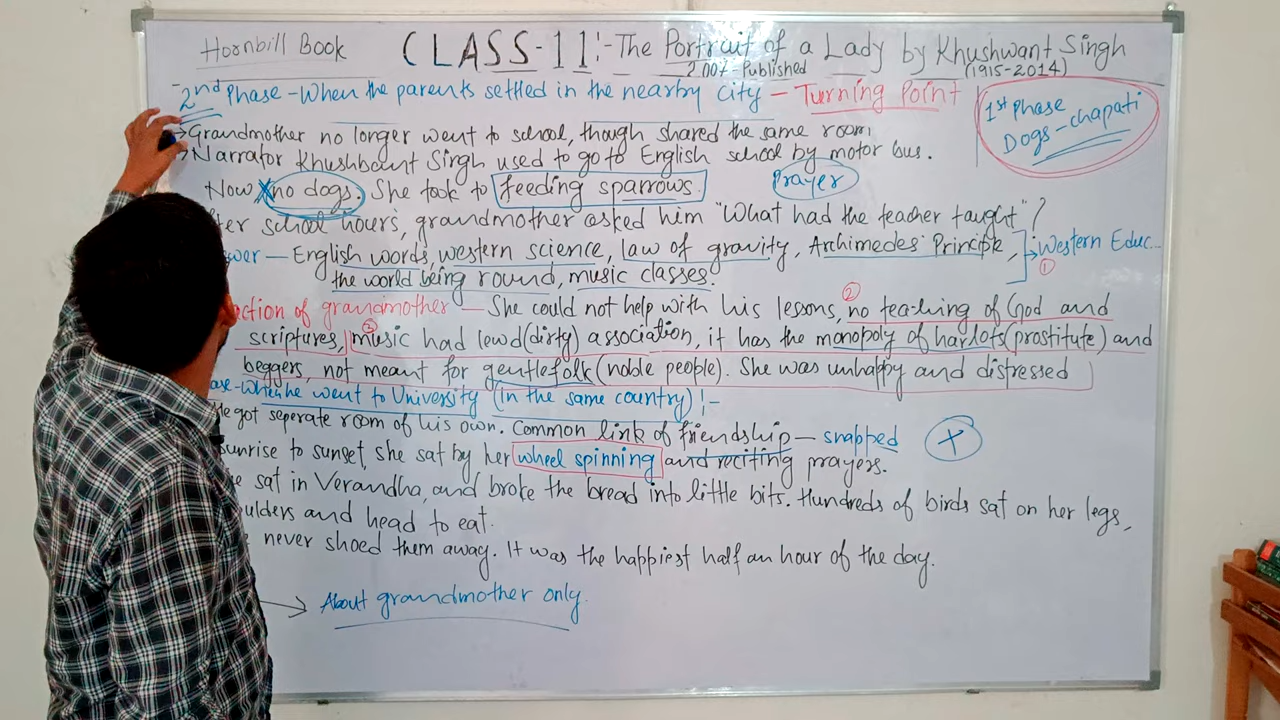 Hornbill Book CLASS-11:- The Portrait of a Lady by Khushwant Singh
2007-Published (1915-2014)
2nd Phase - When the parents settled in the nearby city - Turning Point
1st phase
Dogs - chapati
Grandmother no longer went to school, though shared the same room.
Narrator Khushbaunt Singh used to go to English school by motor bus.
Now no dogs. She took to feeding sparrows. Prayer
school hours, grandmother asked him "What had the teacher taught"?
English words, western science, law of gravity, Archimedes' Principle, → Western Educ...
①
the world being round, music classes.
of grandmother - She could not help with his lessons, ② no teaching of God and
scriptures, ② music had lewd (dirty) association, it has the monopoly of harlots (prostitute) and
beggers, not meant for gentlefolk (noble people). She was unhappy and distressed
When he went to University (in the same country) :-
got seperate room of his own. Common link of friendship - snapped X
sunrise to sunset, she sat by her wheel spinning and reciting prayers.
sat in Verandha, and broke the bread into little bits. Hundreds of birds sat on her legs,
and head to eat.
never shoed them away. It was the happiest half an hour of the day.
→ About grandmother only.